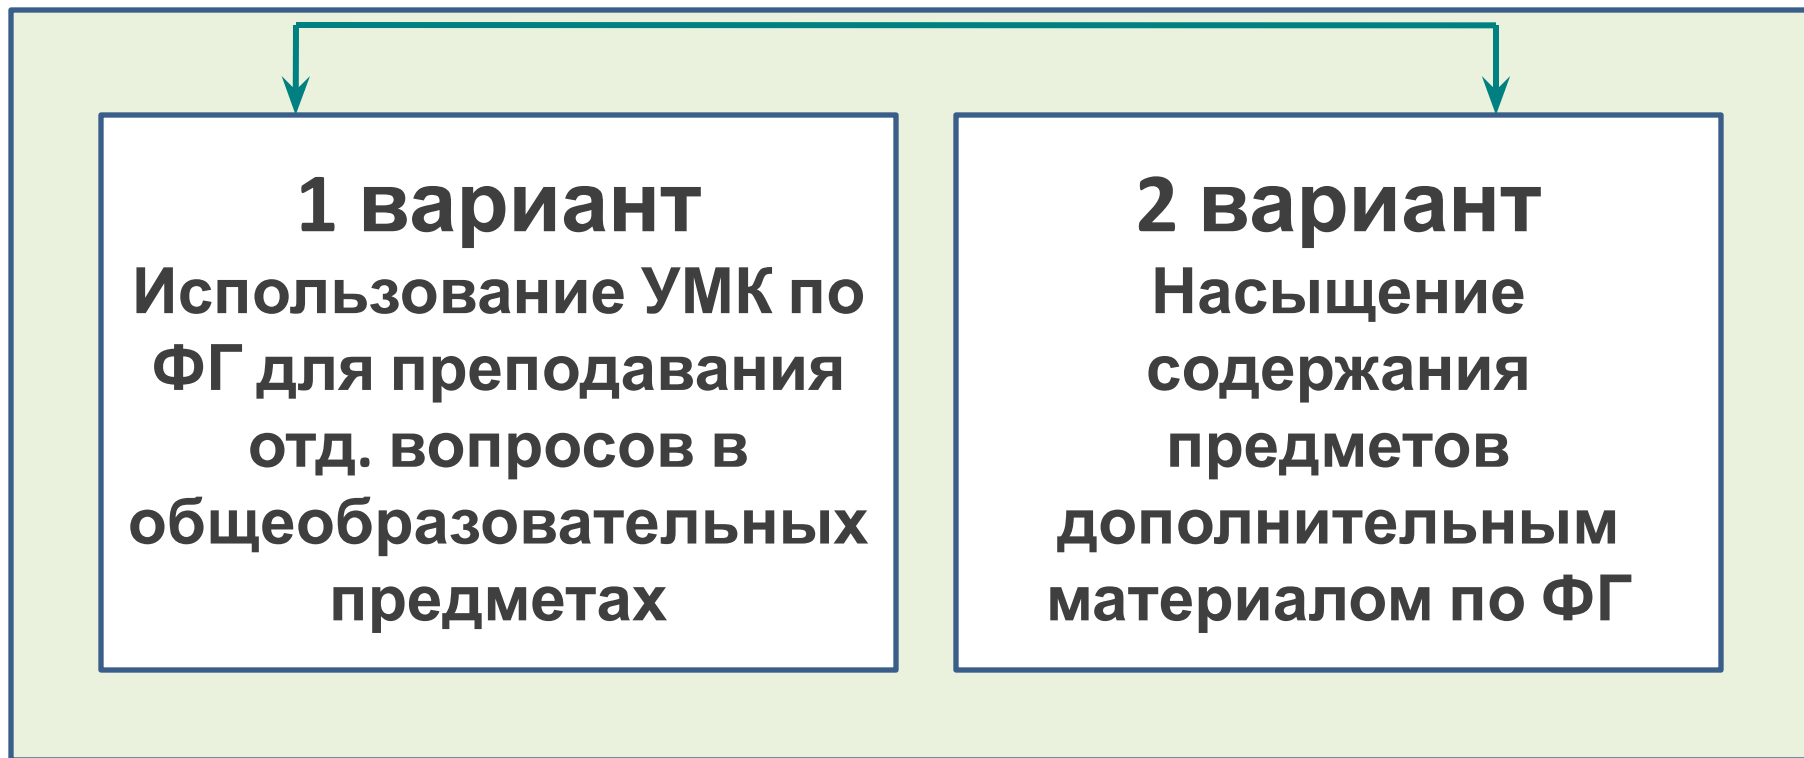 1 вариант
Использование УМК по
ФГ для преподавания
отд. вопросов в
общеобразовательных
предметах
2 вариант
Насыщение
содержания
предметов
дополнительным
материалом по ФГ